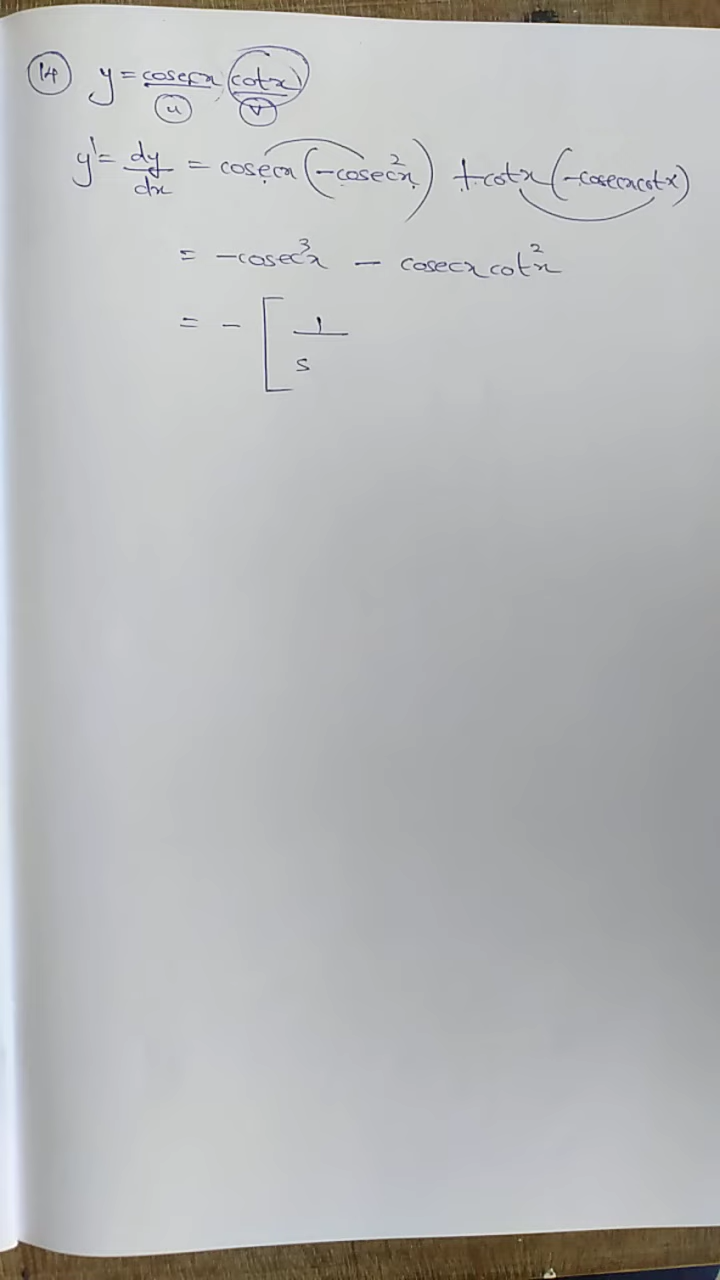 14 y = cosecx cotx
u v
y' = dy/dx = cosecx (-cosec²x) + cotx (-cosecxcotx)
= -cosec³x - cosecx cot²x
= - [ 1/s